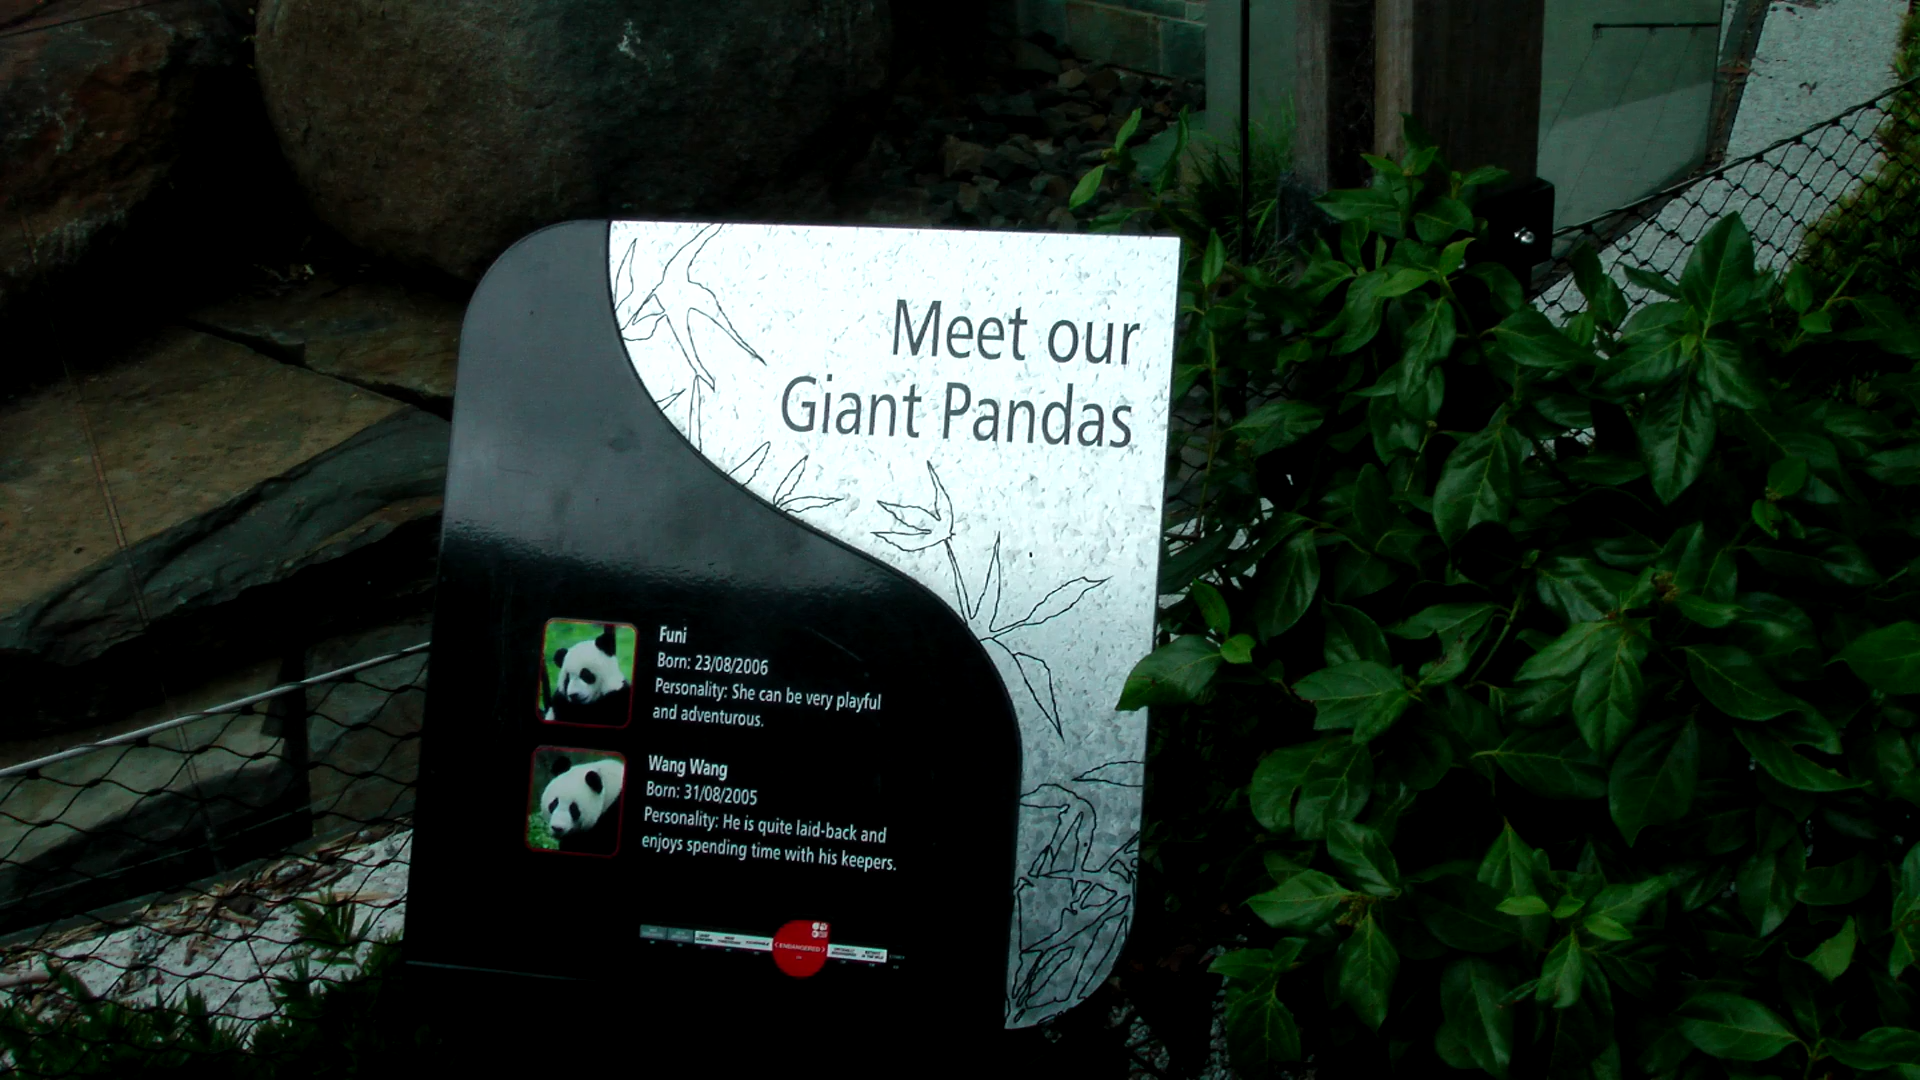 Meet our
Giant Pandas
Funi
Born: 23/08/2006
Personality: She can be very playful
and adventurous.
Wang Wang
Born: 31/08/2005
Personality: He is quite laid-back and
enjoys spending time with his keepers.
<ENDANGERED>